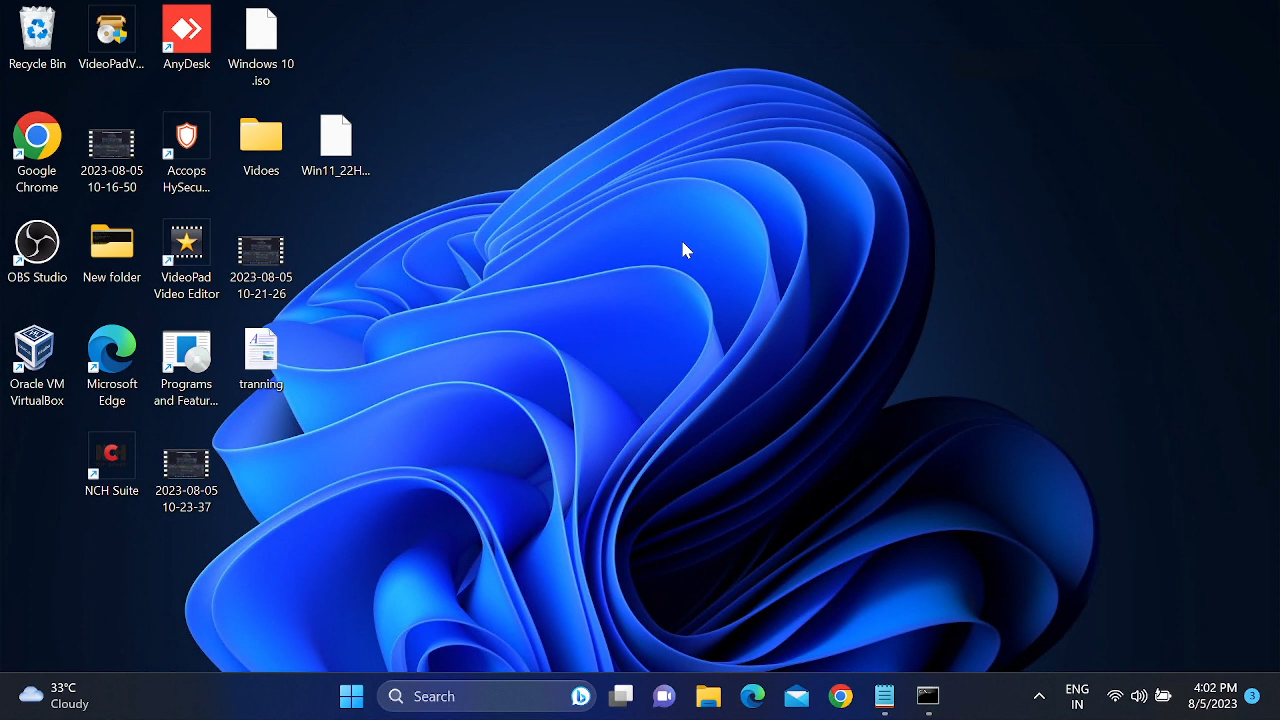 Recycle Bin
VideoPadV...
AnyDesk
Windows 10
.iso
Google
Chrome
2023-08-05
10-16-50
Accops
HySecu...
Vidoes
Win11_22H...
OBS Studio
New folder
VideoPad
Video Editor
2023-08-05
10-21-26
Oracle VM
VirtualBox
Microsoft
Edge
Programs
and Featur...
tranning
NCH
NCH Suite
2023-08-05
10-23-37
33°C
Cloudy
Search
ENG
IN
4:02 PM
8/5/2023
3